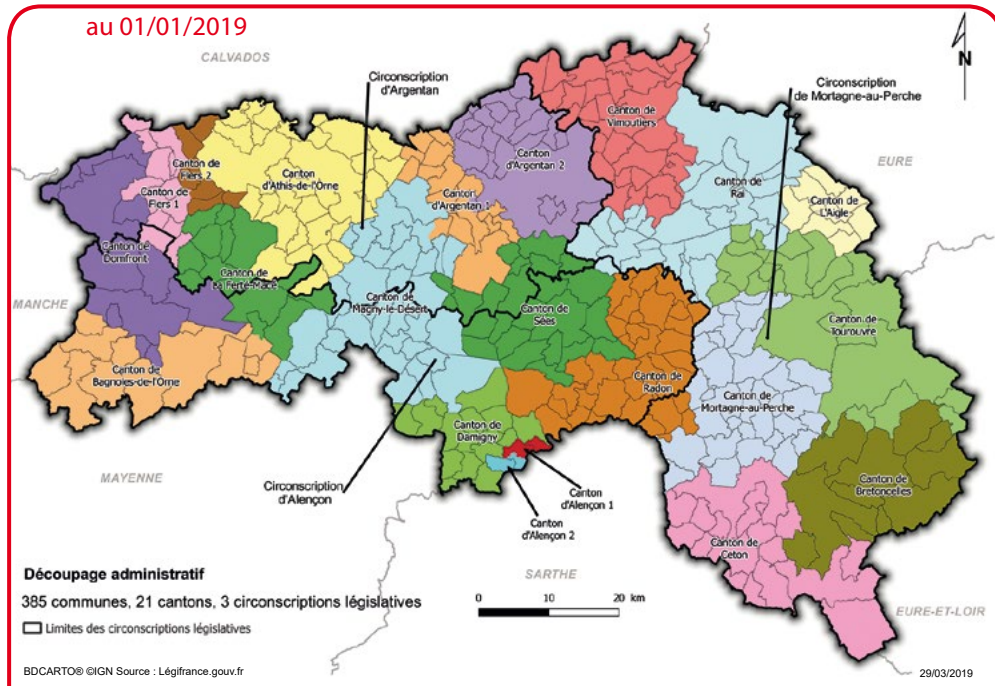 au 01/01/2019
CALVADOS
Circonscription
d'Argentan
Circonscription
de Mortagne-au-Perche
N
EURE
Canton de
Vimoutiers
Canton
d'Argentan 2
Canton de
Flers 2
Canton
d'Athis-de-l'Orne
Canton de
Flers 1
Canton
d'Argentan 1
Canton de
Rai
Canton de
L'Aigle
Canton de
Domfront
Canton de
La Ferté-Macé
MANCHE
Canton de
Magny-le-Désert
Canton de
Sées
Canton de
Tourouvre
Canton de
Bagnoles-de-l'Orne
Canton de
Radon
Canton de
Mortagne-au-Perche
Canton de
Damigny
MAYENNE
Circonscription
d'Alençon
Canton
d'Alençon 1
Canton
d'Alençon 2
Canton de
Bretoncelles
Canton de
Ceton
SARTHE
EURE-ET-LOIR
Découpage administratif
385 communes, 21 cantons, 3 circonscriptions législatives
Limites des circonscriptions législatives
0 10 20 km
BDCARTO® ©IGN Source : Légifrance.gouv.fr
29/03/2019